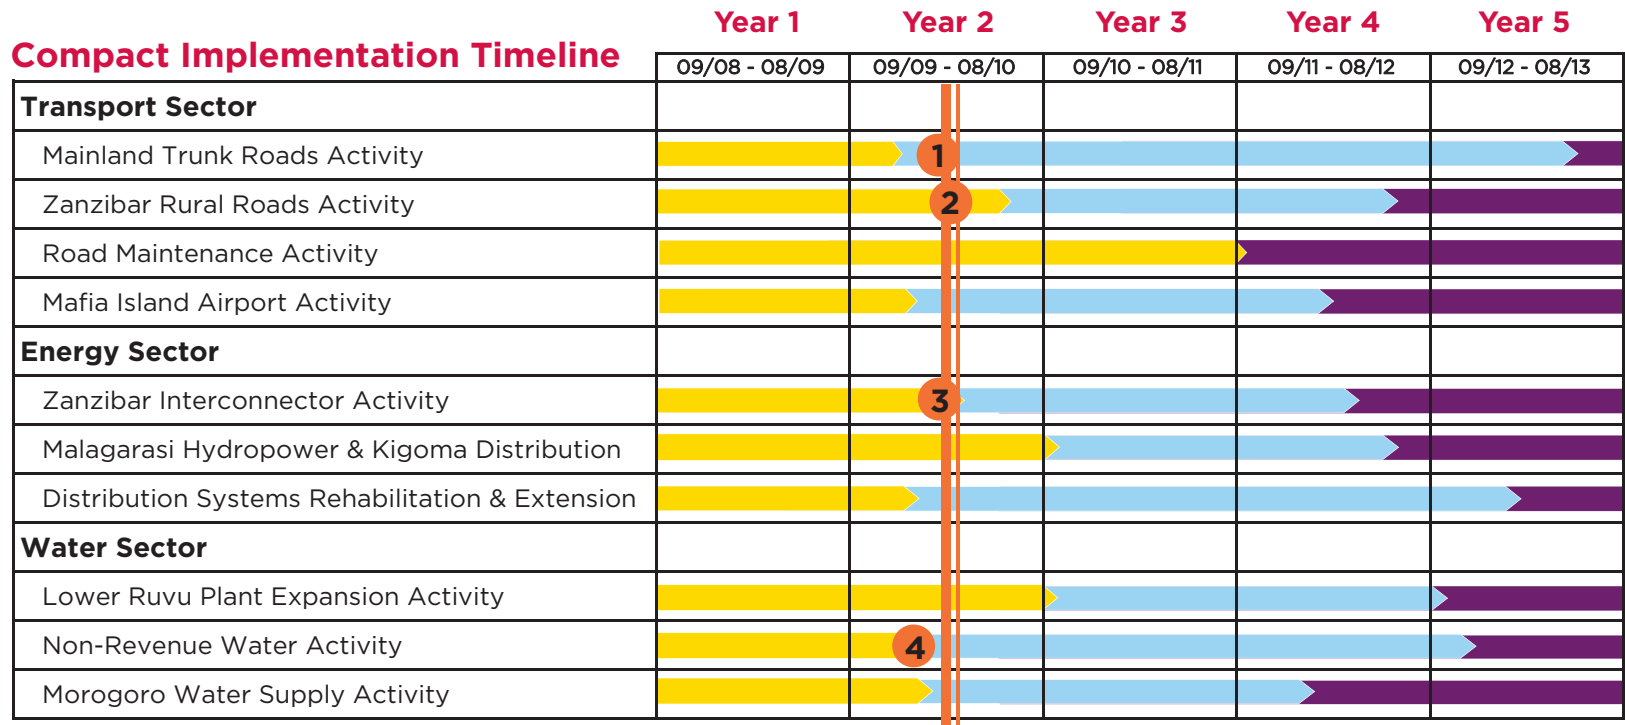 Year 1 Year 2 Year 3 Year 4 Year 5
Compact Implementation Timeline
09/08 - 08/09 09/09 - 08/10 09/10 - 08/11 09/11 - 08/12 09/12 - 08/13
Transport Sector
Mainland Trunk Roads Activity 1
Zanzibar Rural Roads Activity 2
Road Maintenance Activity
Mafia Island Airport Activity
Energy Sector
Zanzibar Interconnector Activity 3
Malagarasi Hydropower & Kigoma Distribution
Distribution Systems Rehabilitation & Extension
Water Sector
Lower Ruvu Plant Expansion Activity
Non-Revenue Water Activity 4
Morogoro Water Supply Activity